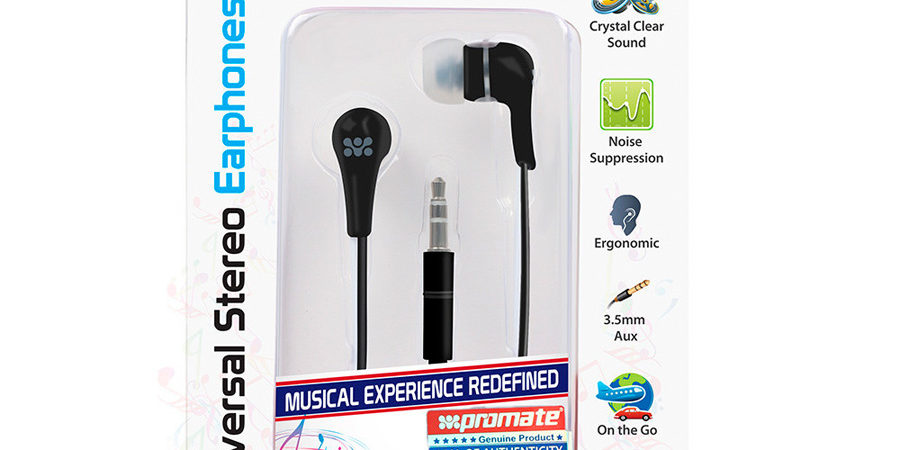 Stereo Earphones
Crystal Clear
Sound
Noise
Suppression
Ergonomic
3.5mm
Aux
On the Go
MUSICAL EXPERIENCE REDEFINED
promate
Genuine Product